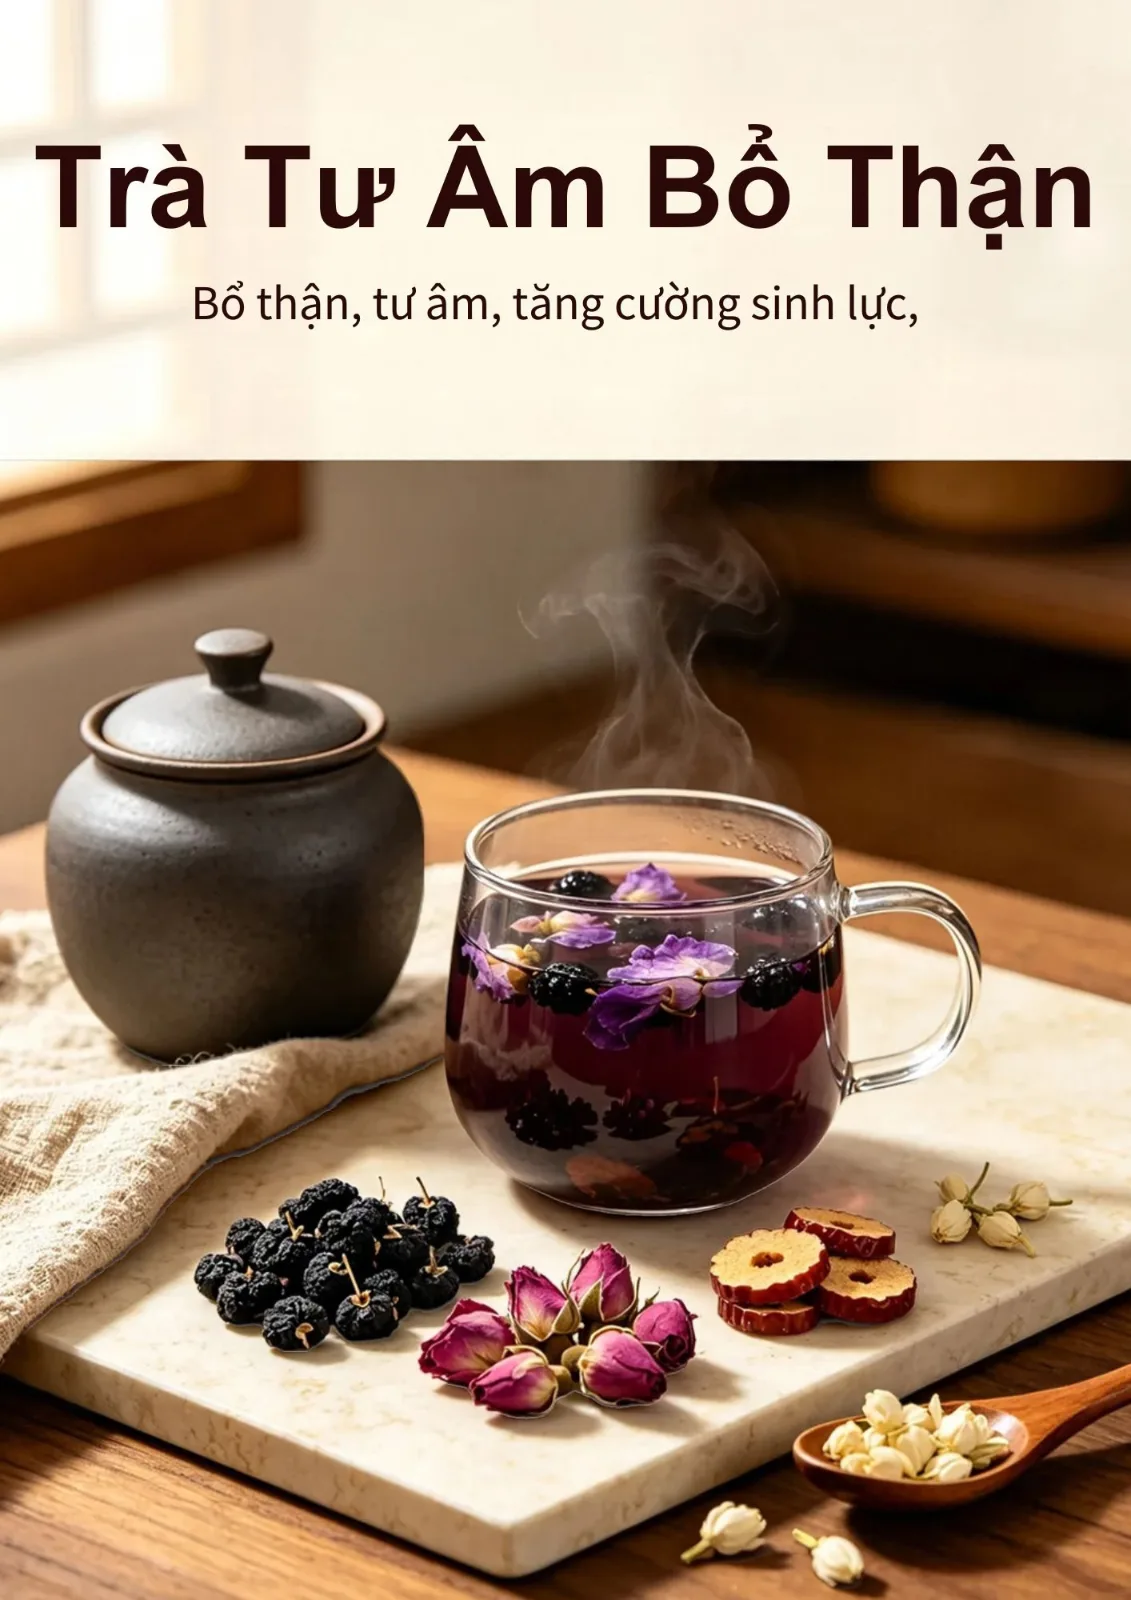 Trà Tư Âm Bổ Thận
Bổ thận, tư âm, tăng cường sinh lực,